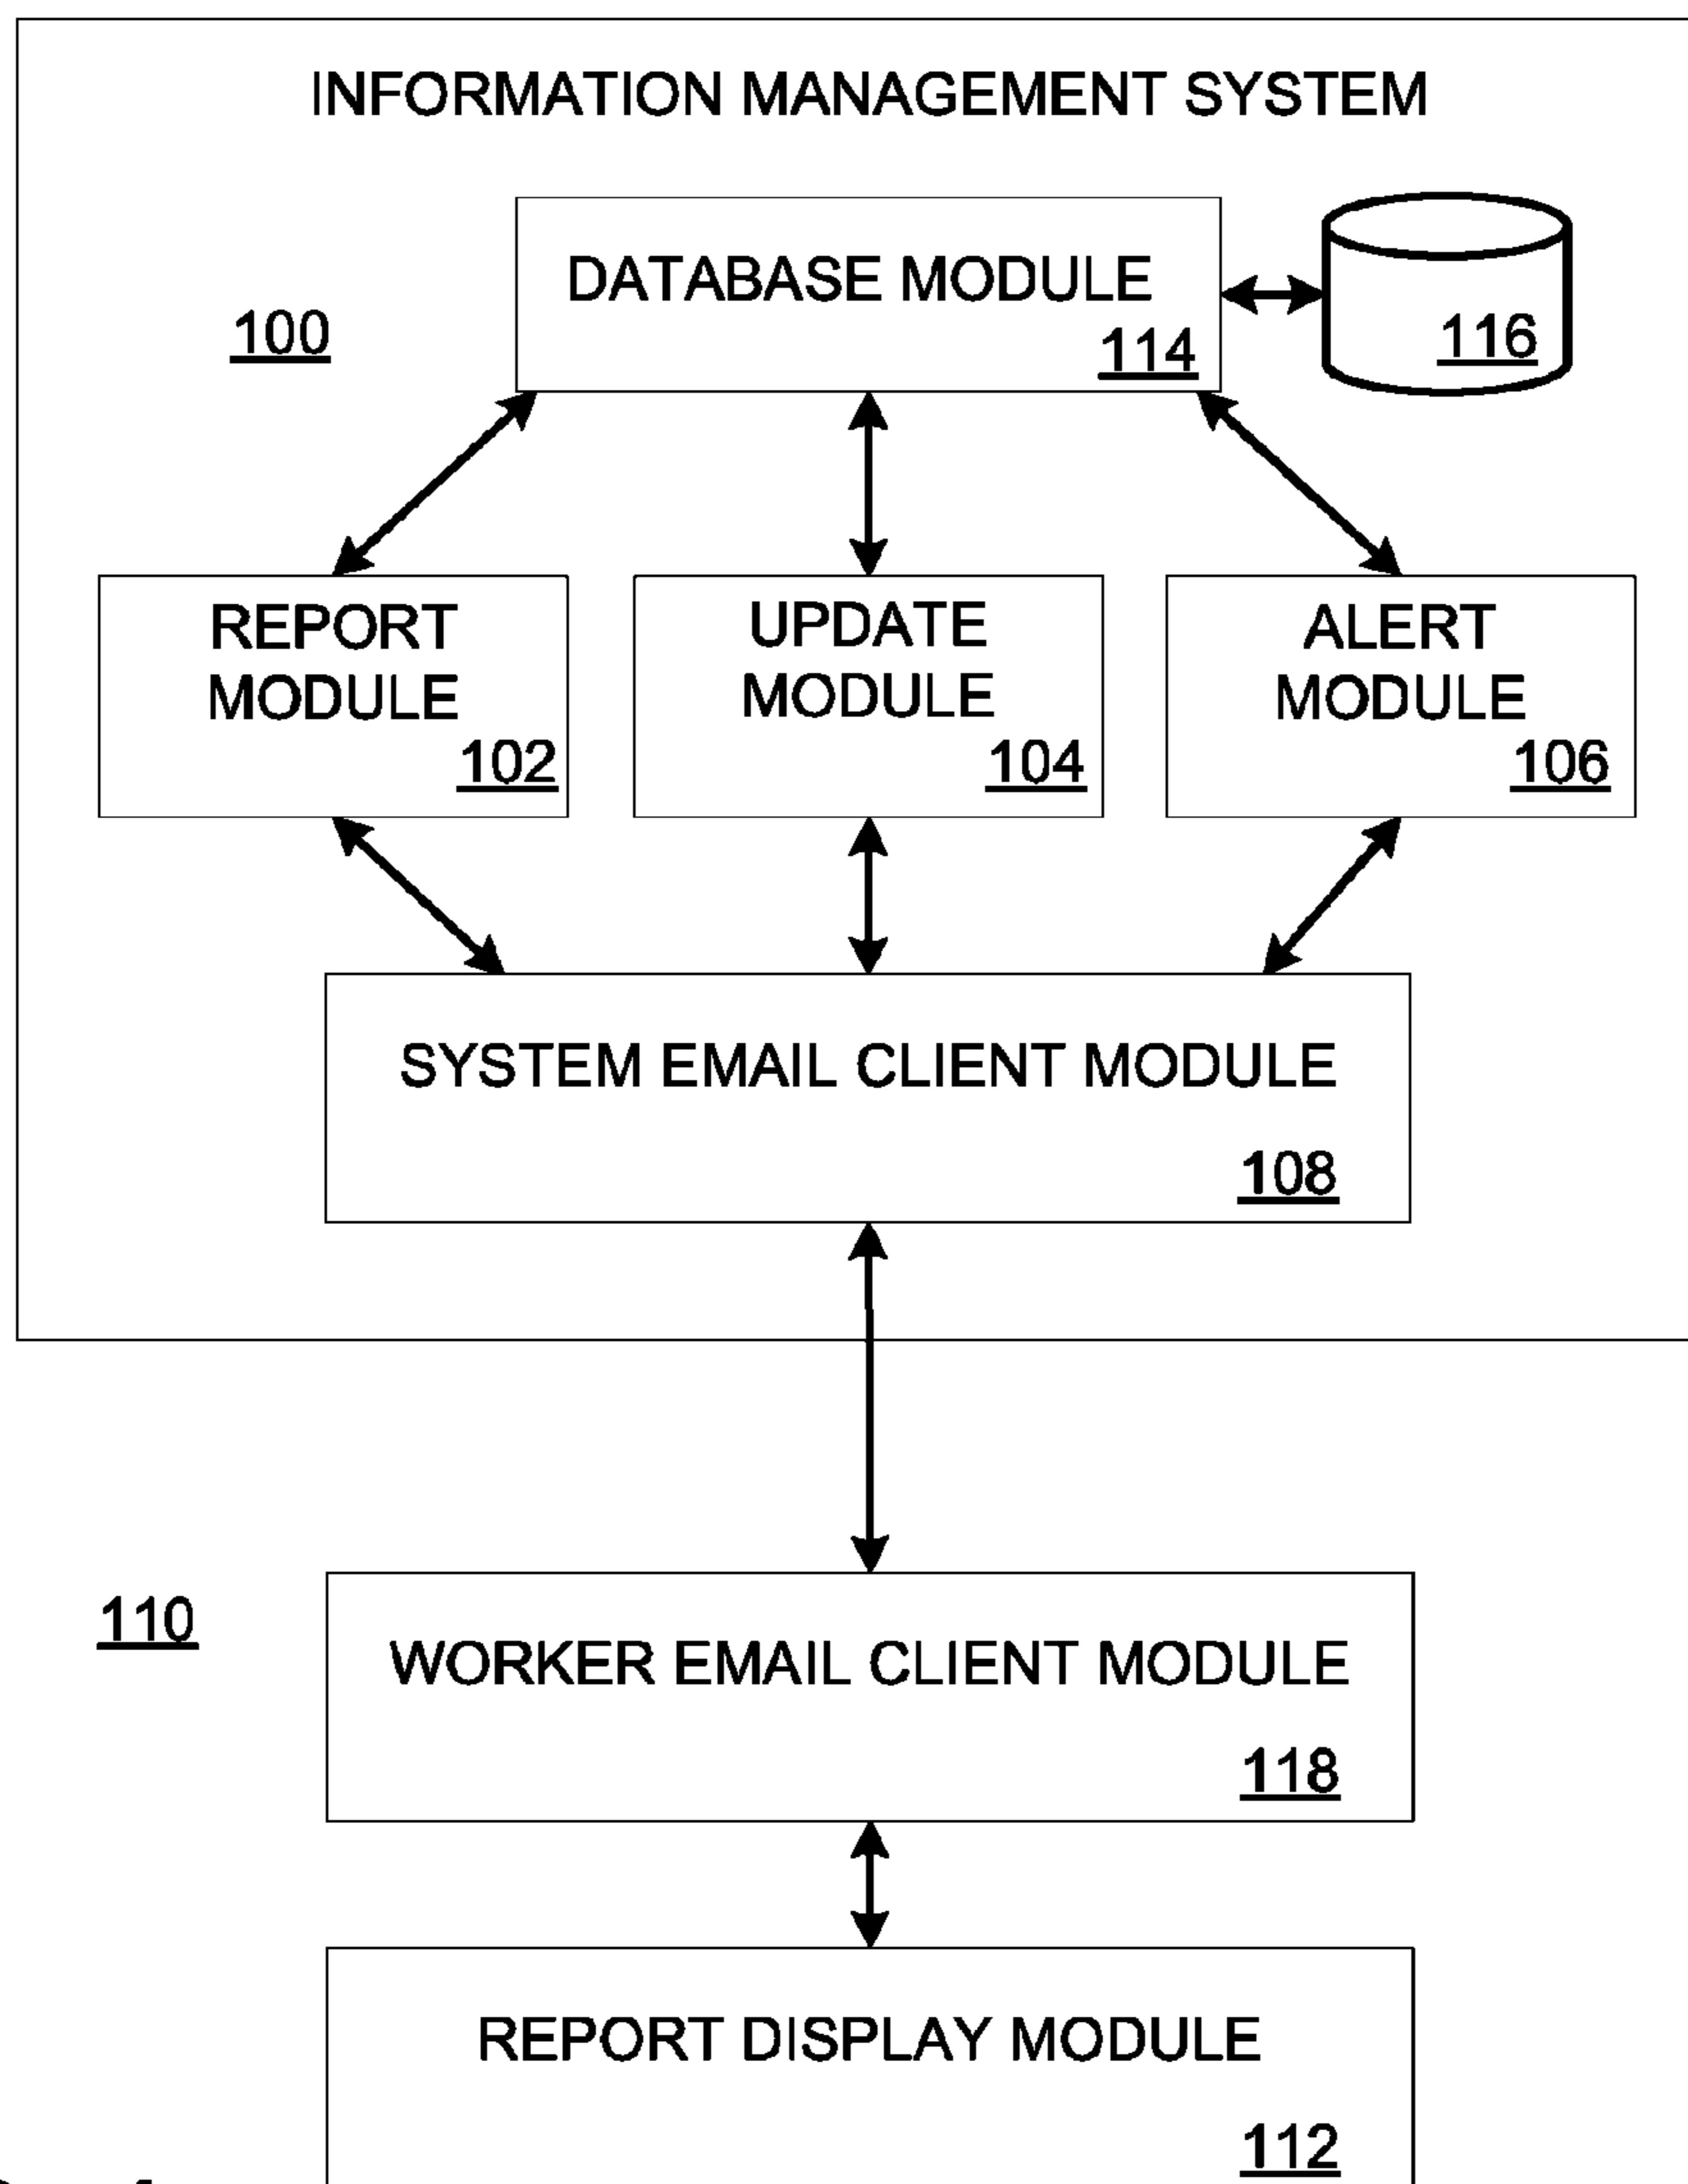 INFORMATION MANAGEMENT SYSTEM
DATABASE MODULE
114
116
100
REPORT
MODULE
102
UPDATE
MODULE
104
ALERT
MODULE
106
SYSTEM EMAIL CLIENT MODULE
108
110
WORKER EMAIL CLIENT MODULE
118
REPORT DISPLAY MODULE
112